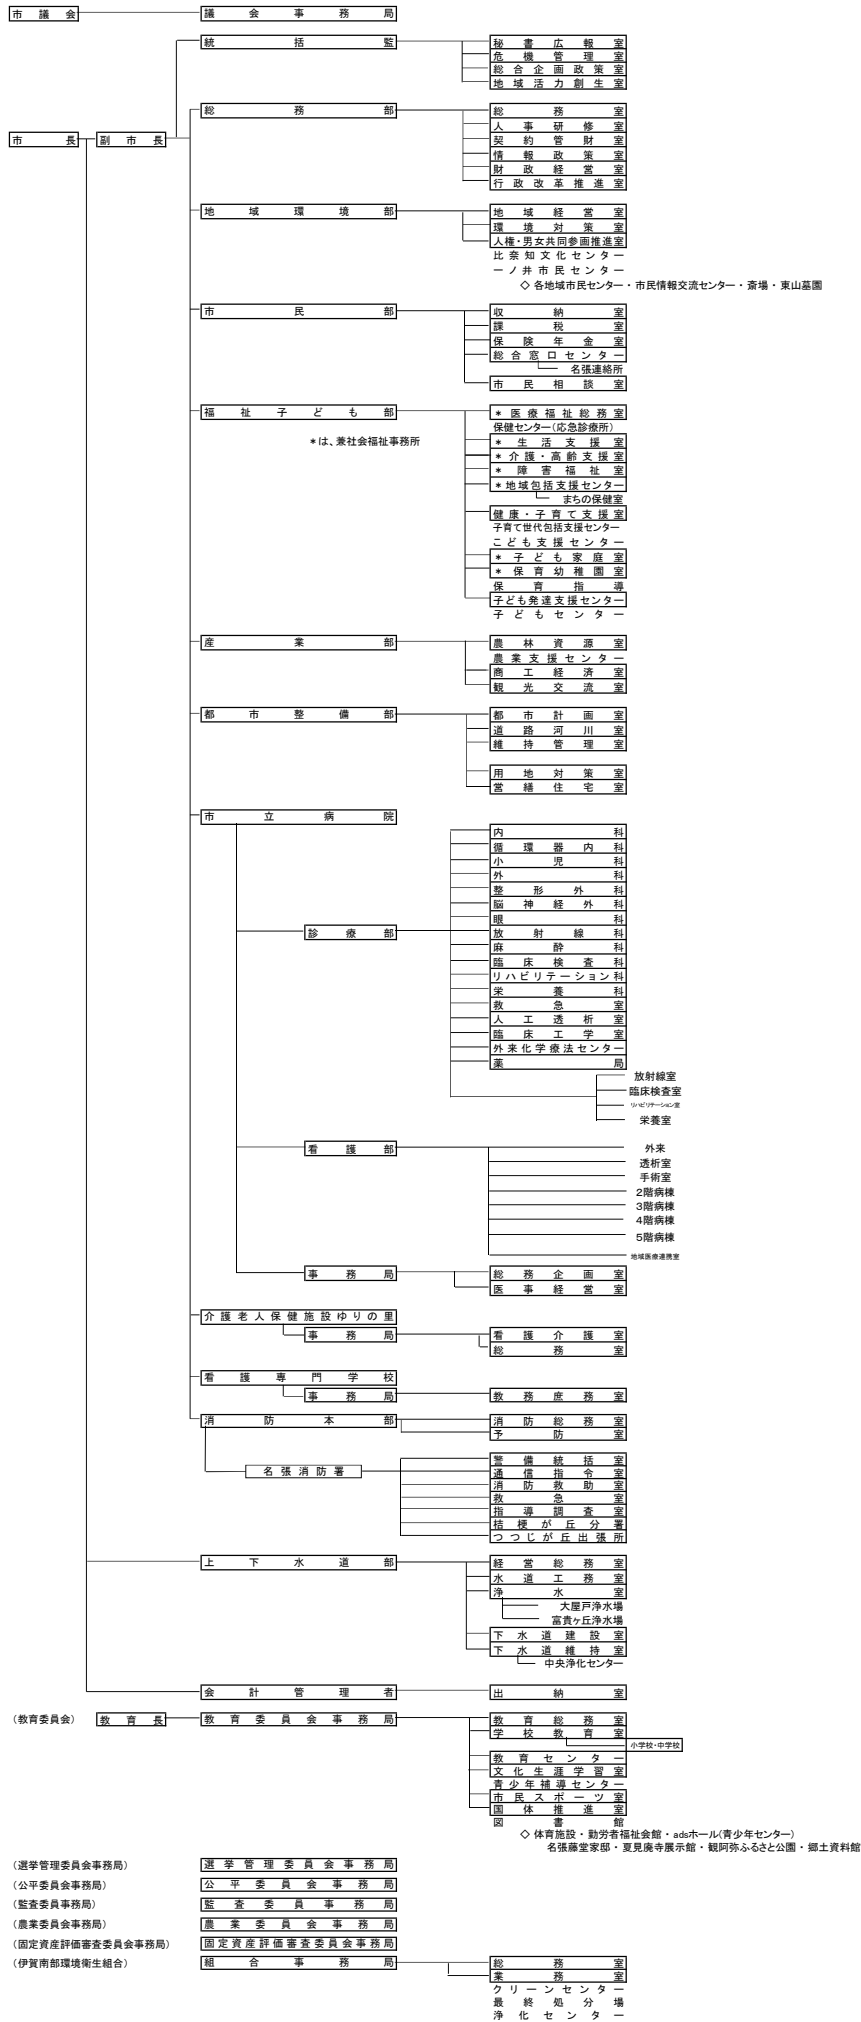 市議会 議会事務局
統括監 秘書広報室
危機管理室
総合企画政策室
地域活力創生室
総務部 総務室
人事研修室
市長 副市長 契約管財室
情報政策室
財政経営室
行政改革推進室
地域環境部 地域経営室
環境対策室
人権・男女共同参画推進室
比奈知文化センター
一ノ井市民センター
◇ 各地域市民センター・市民情報交流センター・斎場・東山墓園
市民部 収納室
課税室
保険年金室
総合窓口センター
名張連絡所
市民相談室
福祉子ども部 *医療福祉総務室
保健センター(応急診療所)
*は、兼社会福祉事務所 *生活支援室
*介護・高齢支援室
*障害福祉室
*地域包括支援センター
まちの保健室
健康・子育て支援室
子育て世代包括支援センター
こども支援センター
*子ども家庭室
*保育幼稚園室
保育指導
子ども発達支援センター
子どもセンター
産業部 農林資源室
農業支援センター
商工経済室
観光交流室
都市整備部 都市計画室
道路河川室
維持管理室
用地対策室
営繕住宅室
市立病院
内科
循環器内科
小児科
外科
整形外科
脳神経外科
眼科
診療部 放射線科
麻酔科
臨床検査科
リハビリテーション科
栄養科
救急室
人工透析室
臨床工学室
外来化学療法センター
薬局
放射線室
臨床検査室
リハビリテーション室
栄養室
看護部 外来
透析室
手術室
2階病棟
3階病棟
4階病棟
5階病棟
地域医療連携室
事務局 総務企画室
医事経営室
介護老人保健施設ゆりの里
事務局 看護介護室
総務室
看護専門学校
事務局 教務庶務室
消防本部 消防総務室
予防室
警備統括室
名張消防署 通信指令室
消防救助室
救急室
指導調査室
桔梗が丘分署
つつじが丘出張所
上下水道部 経営総務室
水道工務室
浄水室
大屋戸浄水場
富貴ヶ丘浄水場
下水道建設室
下水道維持室
中央浄化センター
会計管理者 出納室
(教育委員会) 教育長 教育委員会事務局 教育総務室
学校教育室
小学校・中学校
教育センター
文化生涯学習室
青少年補導センター
市民スポーツ室
国体推進室
図書館
◇ 体育施設・勤労者福祉会館・adsホール(青少年センター)
名張藤堂家邸・夏見廃寺展示館・観阿弥ふるさと公園・郷土資料館
(選挙管理委員会事務局) 選挙管理委員会事務局
(公平委員会事務局) 公平委員会事務局
(監査委員事務局) 監査委員事務局
(農業委員会事務局) 農業委員会事務局
(固定資産評価審査委員会事務局) 固定資産評価審査委員会事務局
(伊賀南部環境衛生組合) 組合事務局 総務室
業務室
クリーンセンター
最終処分場
浄化センター